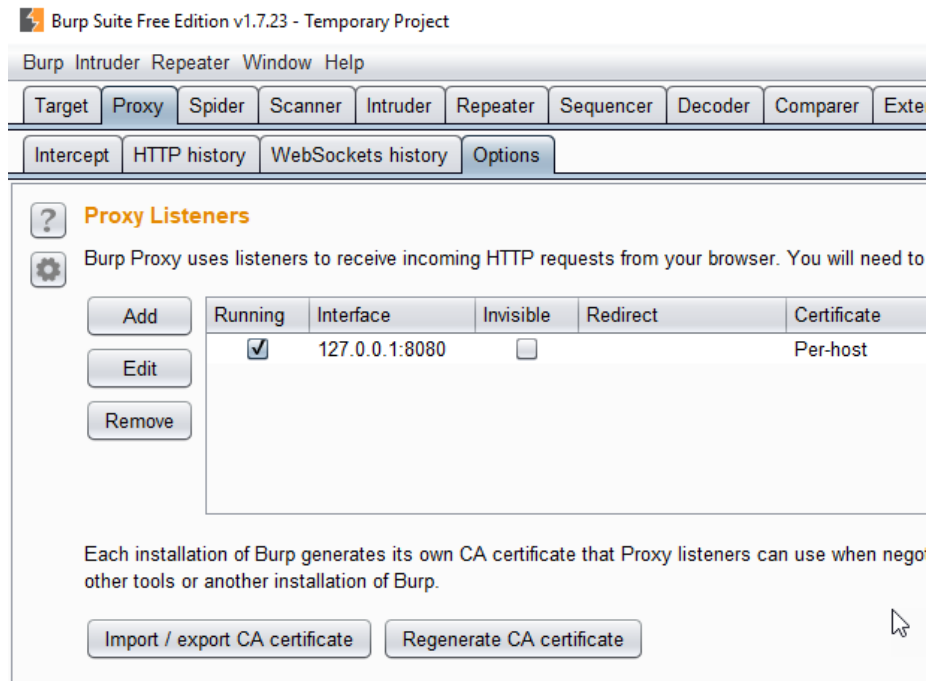 Burp Suite Free Edition v1.7.23 - Temporary Project
Burp Intruder Repeater Window Help
Target Proxy Spider Scanner Intruder Repeater Sequencer Decoder Comparer Exte
Intercept HTTP history WebSockets history Options
? Proxy Listeners
Burp Proxy uses listeners to receive incoming HTTP requests from your browser. You will need to
Add Running Interface Invisible Redirect Certificate
127.0.0.1:8080 Per-host
Edit
Remove
Each installation of Burp generates its own CA certificate that Proxy listeners can use when nego
other tools or another installation of Burp.
Import / export CA certificate Regenerate CA certificate